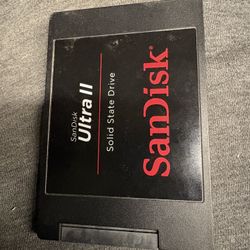 SanDisk
Ultra II
Solid State Drive
SanDisk